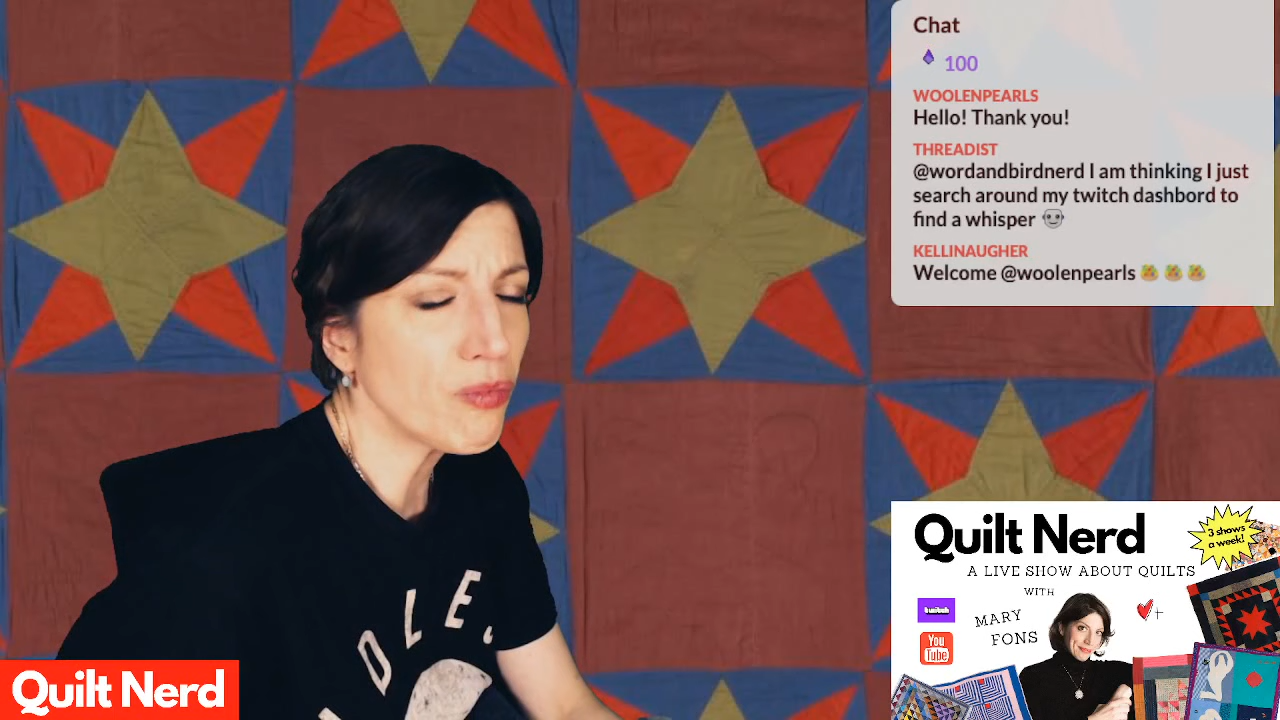 Chat
100
WOOLENPEARLS
Hello! Thank you!
THREADIST
@wordandbirdnerd I am thinking I just
search around my twitch dashbord to
find a whisper
KELLINAUGHER
Welcome @woolenpearls
Quilt Nerd
3 shows
a week!
A LIVE SHOW ABOUT QUILTS
WITH
MARY
FONS
twitch
You
Tube
OLE
Quilt Nerd